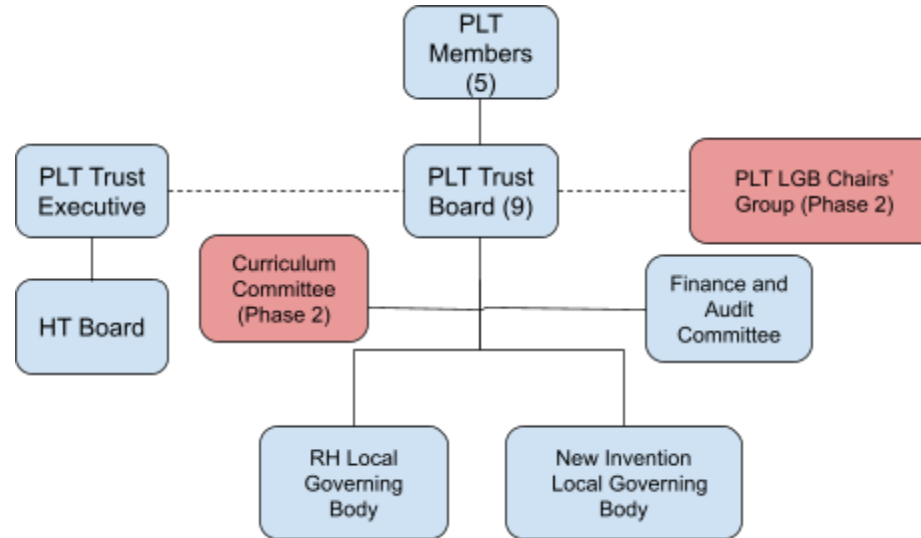 PLT
Members
(5)
PLT Trust
Executive
PLT Trust
Board (9)
PLT LGB Chairs’
Group (Phase 2)
Curriculum
Committee
(Phase 2)
Finance and
Audit
Committee
HT Board
RH Local
Governing
Body
New Invention
Local Governing
Body